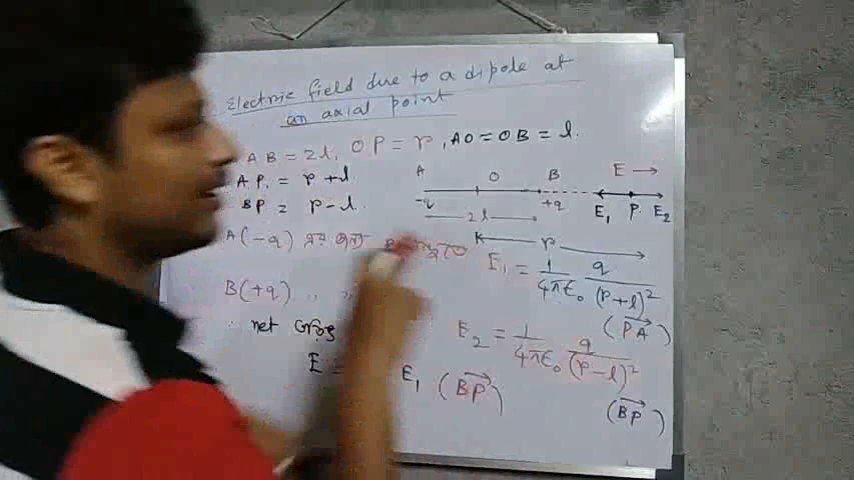 Electric field due to a dipole at
an axial point
AB = 2l, OP = r, AO = OB = l.
AP = r + l
BP = r - l
A O B E →
-q +q E₁ P E₂
2l
r
A(-q)
B(+q) " "
E₁ = 1/4πε₀ q/(r+l)²
(PA→)
∴ net
E₂ = 1/4πε₀ q/(r-l)²
(BP→)
E = E₁ (BP→)